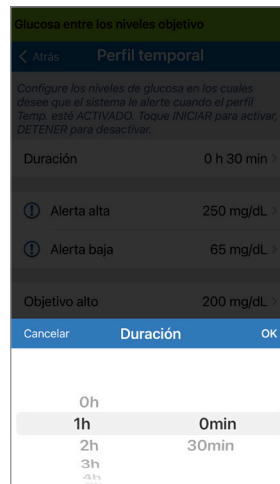 Glucosa entre los niveles objetivo
Atrás Perfil temporal
Configure los niveles de glucosa en los cuales
desee que el sistema le alerte cuando el perfil
Temp. esté ACTIVADO. Toque INICIAR para activar,
DETENER para desactivar.
Duración 0 h 30 min
Alerta alta 250 mg/dL
Alerta baja 65 mg/dL
Objetivo alto 200 mg/dL
Cancelar Duración OK
0h
1h 0min
2h 30min
3h
4h